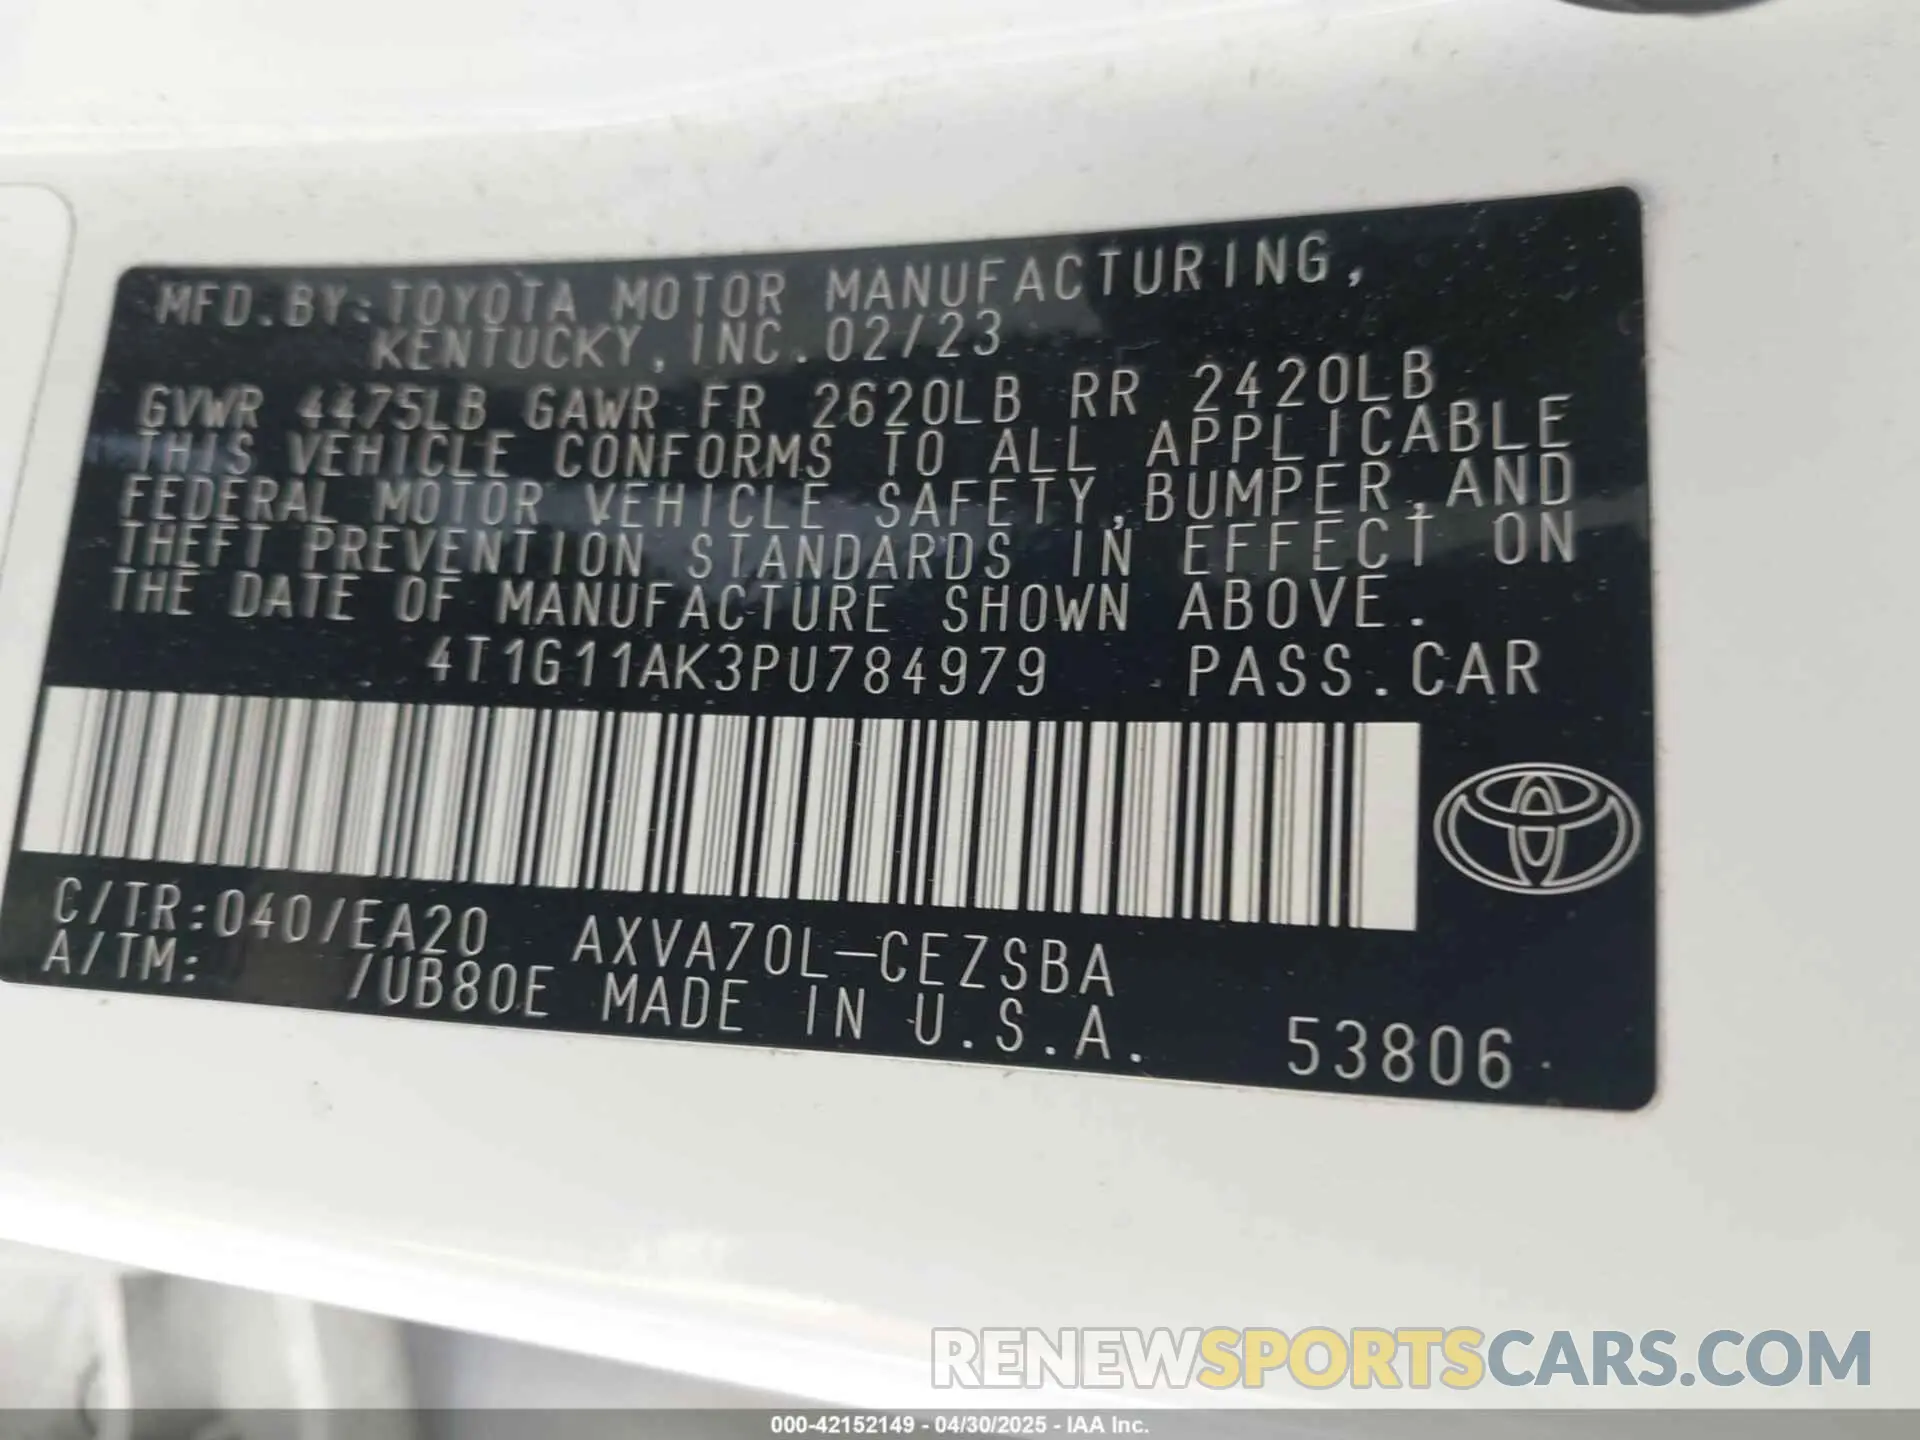 MFD.BY:TOYOTA MOTOR MANUFACTURING,
KENTUCKY, INC. 02/23
GVWR 4475LB GAWR FR 2620LB RR 2420LB
THIS VEHICLE CONFORMS TO ALL APPLICABLE
FEDERAL MOTOR VEHICLE SAFETY, BUMPER, AND
THEFT PREVENTION STANDARDS IN EFFECT ON
THE DATE OF MANUFACTURE SHOWN ABOVE.
4T1G11AK3PU784979 PASS.CAR
C/TR:040/EA20 AXVA70L-CEZSBA
A/TM: /UB80E MADE IN U.S.A. 53806
RENEWSPORTSCARS.COM
000-42152149 - 04/30/2025 - IAA Inc.